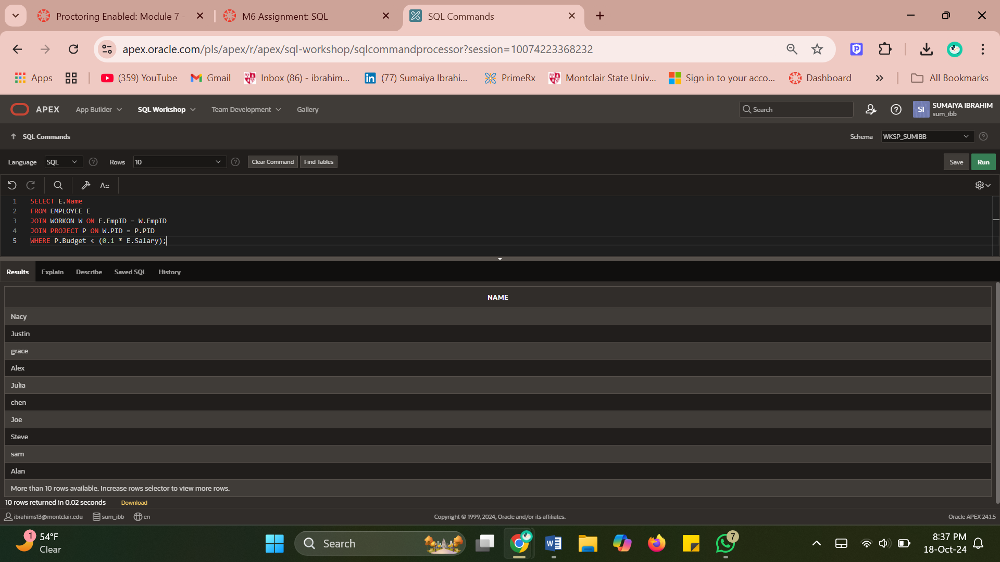 Proctoring Enabled: Module 7 -
M6 Assignment: SQL
SQL Commands
apex.oracle.com/pls/apex/r/apex/sql-workshop/sqlcommandprocessor?session=10074223368232
Apps
(359) YouTube
Gmail
Inbox (86) - ibrahim...
(77) Sumaiya Ibrahi...
PrimeRx
Montclair State Univ...
Sign in to your acco...
Dashboard
»
All Bookmarks
APEX
App Builder
SQL Workshop
Team Development
Gallery
Search
SI
SUMAIYA IBRAHIM
sum_ibb
SQL Commands
Schema
WKSP_SUMIBB
Language
SQL
Rows
10
Clear Command
Find Tables
Save
Run
A::
1 SELECT E.Name
2 FROM EMPLOYEE E
3 JOIN WORKON W ON E.EmpID = W.EmpID
4 JOIN PROJECT P ON W.PID = P.PID
5 WHERE P.Budget < (0.1 * E.Salary);
Results
Explain
Describe
Saved SQL
History
NAME
Nacy
Justin
grace
Alex
Julia
chen
Joe
Steve
sam
Alan
More than 10 rows available. Increase rows selector to view more rows.
10 rows returned in 0.02 seconds
Download
ibrahims13@montclair.edu
sum_ibb
en
Copyright © 1999, 2024, Oracle and/or its affiliates.
Oracle APEX 24.1.5
1
54°F
Clear
Search
7
8:37 PM
18-Oct-24